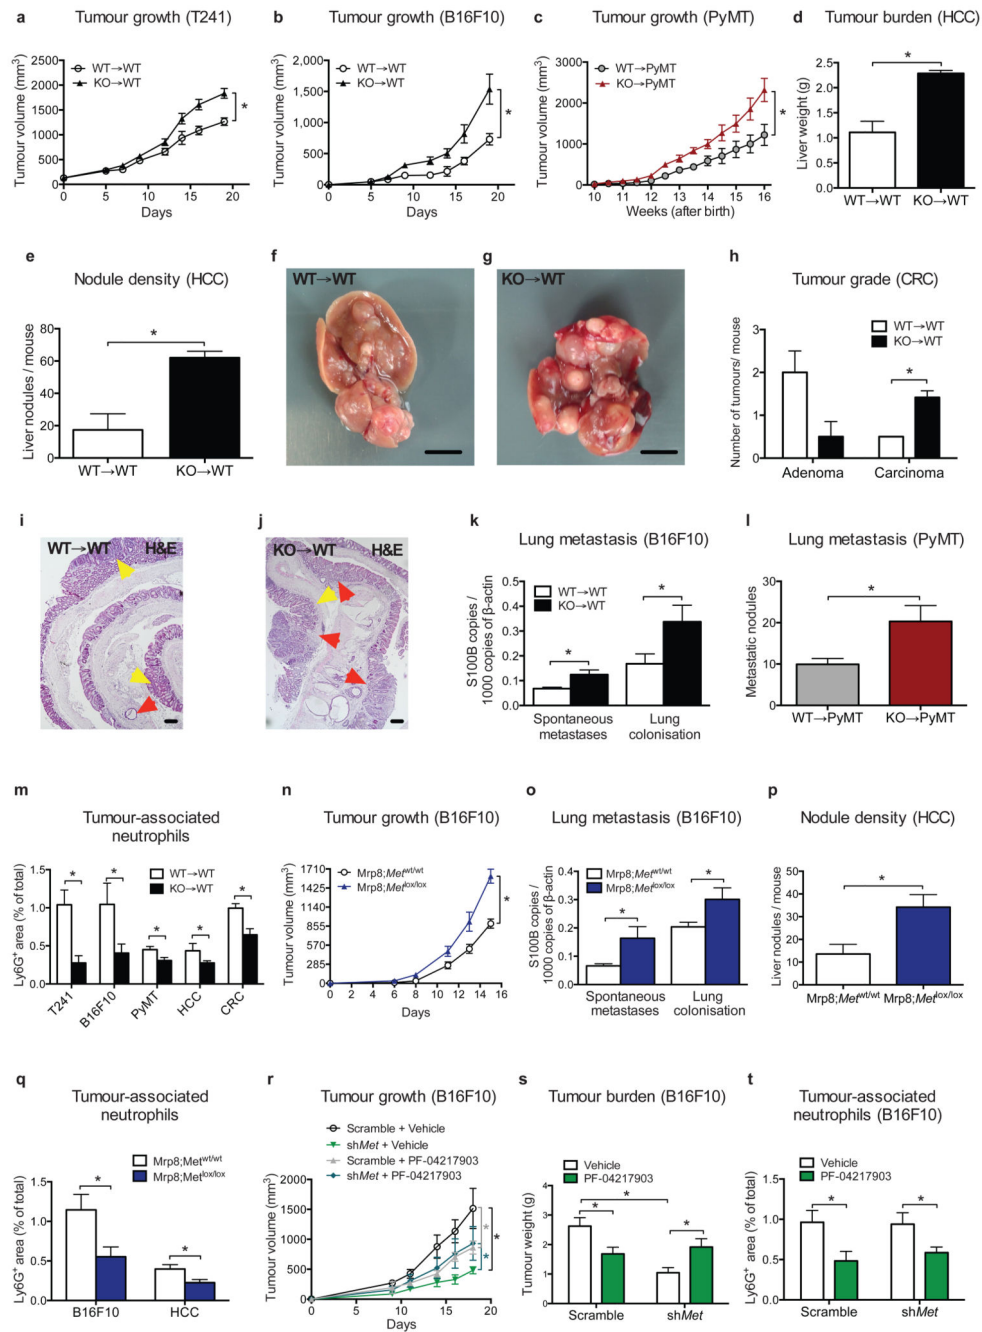 a Tumour growth (T241)
Tumour volume (mm³)
2500
2000
1500
1000
500
0
WT→WT
KO→WT
*
0 5 10 15 20
Days
b Tumour growth (B16F10)
Tumour volume (mm³)
2,000
1,500
1,000
500
0
WT→WT
KO→WT
*
0 5 10 15 20
Days
c Tumour growth (PyMT)
Tumour volume (mm³)
3000
2000
1000
0
WT→PyMT
KO→PyMT
*
10 11 12 13 14 15 16
Weeks (after birth)
d Tumour burden (HCC)
Liver weight (g)
2.5
2.0
1.0
1.5
0.5
0.0
*
WT→WT KO→WT
e Nodule density (HCC)
Liver nodules / mouse
80
60
40
20
0
*
WT→WT KO→WT
f WT→WT
g KO→WT
h Tumour grade (CRC)
Number of tumours/ mouse
3
2
1
0
WT→WT
KO→WT
*
Adenoma Carcinoma
i WT→WT H&E
j KO→WT H&E
k Lung metastasis (B16F10)
S100B copies /
1000 copies of β-actin
0.5
0.4
0.3
0.2
0.1
0.0
WT→WT
KO→WT
* *
Spontaneous metastases
Lung colonisation
l Lung metastasis (PyMT)
Metastatic nodules
30
20
10
0
*
WT→PyMT KO→PyMT
m Tumour-associated
neutrophils
Ly6G⁺ area (% of total)
1.5
1.0
0.5
0.0
WT→WT
KO→WT
* * * * *
T241 B16F10 PyMT HCC CRC
n Tumour growth (B16F10)
Tumour volume (mm³)
1710
1425
1140
855
570
285
0
Mrp8;Metwt/wt
Mrp8;Metlox/lox
*
0 2 4 6 8 10 12 14 16
Days
o Lung metastasis (B16F10)
S100B copies /
1000 copies of β-actin
0.4
0.3
0.2
0.1
0.0
Mrp8;Metwt/wt
Mrp8;Metlox/lox
* *
Spontaneous metastases
Lung colonisation
p Nodule density (HCC)
Liver nodules / mouse
50
40
30
20
10
0
*
Mrp8;Metwt/wt Mrp8;Metlox/lox
q Tumour-associated
neutrophils
Ly6G⁺ area (% of total)
1.5
1.0
0.5
0.0
Mrp8;Metwt/wt
Mrp8;Metlox/lox
* *
B16F10 HCC
r Tumour growth (B16F10)
Scramble + Vehicle
shMet + Vehicle
Scramble + PF-04217903
shMet + PF-04217903
Tumour volume (mm³)
2000
1500
1000
500
0
* * *
0 5 10 15 20
Days
s Tumour burden (B16F10)
Vehicle
PF-04217903
Tumour weight (g)
4
3
2
1
0
* * *
Scramble shMet
t Tumour-associated
neutrophils (B16F10)
Vehicle
PF-04217903
Ly6G⁺ area (% of total)
1.5
1.0
0.5
0.0
* *
Scramble shMet